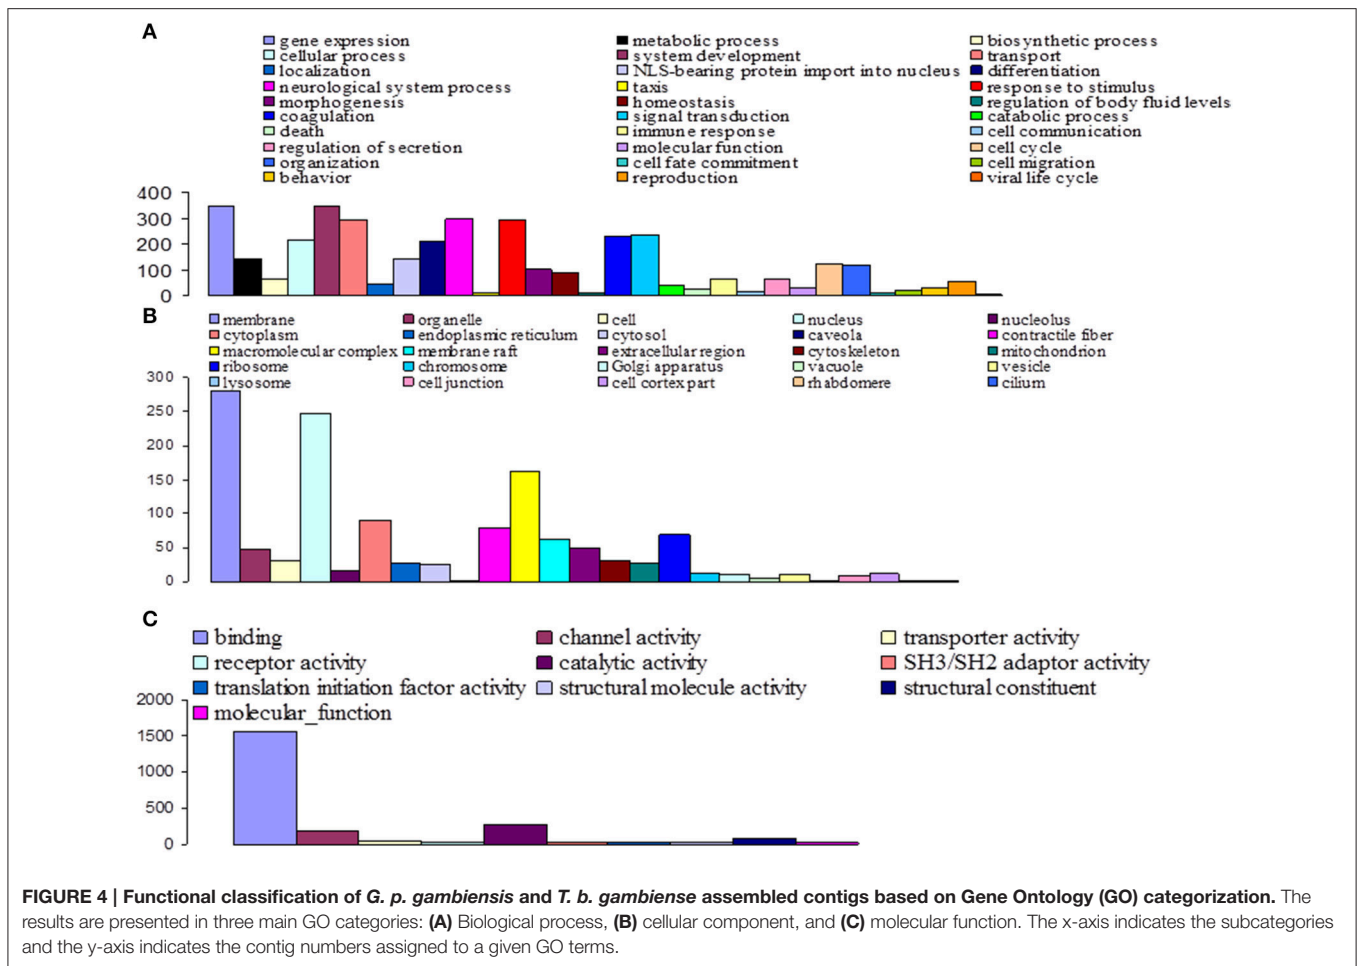 A
gene expression metabolic process biosynthetic process
cellular process system development transport
localization NLS-bearing protein import into nucleus differentiation
neurological system process taxis response to stimulus
morphogenesis homeostasis regulation of body fluid levels
coagulation signal transduction catabolic process
death immune response cell communication
regulation of secretion molecular function cell cycle
organization cell fate commitment cell migration
behavior reproduction viral life cycle
400
300
200
100
0
B
membrane organelle cell nucleus nucleolus
cytoplasm endoplasmic reticulum cytosol caveola contractile fiber
macromolecular complex membrane raft extracellular region cytoskeleton mitochondrion
ribosome chromosome Golgi apparatus vacuole vesicle
lysosome cell junction cell cortex part rhabdomere cilium
300
250
200
150
100
50
0
C
binding channel activity transporter activity
receptor activity catalytic activity SH3/SH2 adaptor activity
translation initiation factor activity structural molecule activity structural constituent
molecular_function
2000
1500
1000
500
0
FIGURE 4 | Functional classification of G. p. gambiensis and T. b. gambiense assembled contigs based on Gene Ontology (GO) categorization. The
results are presented in three main GO categories: (A) Biological process, (B) cellular component, and (C) molecular function. The x-axis indicates the subcategories
and the y-axis indicates the contig numbers assigned to a given GO terms.